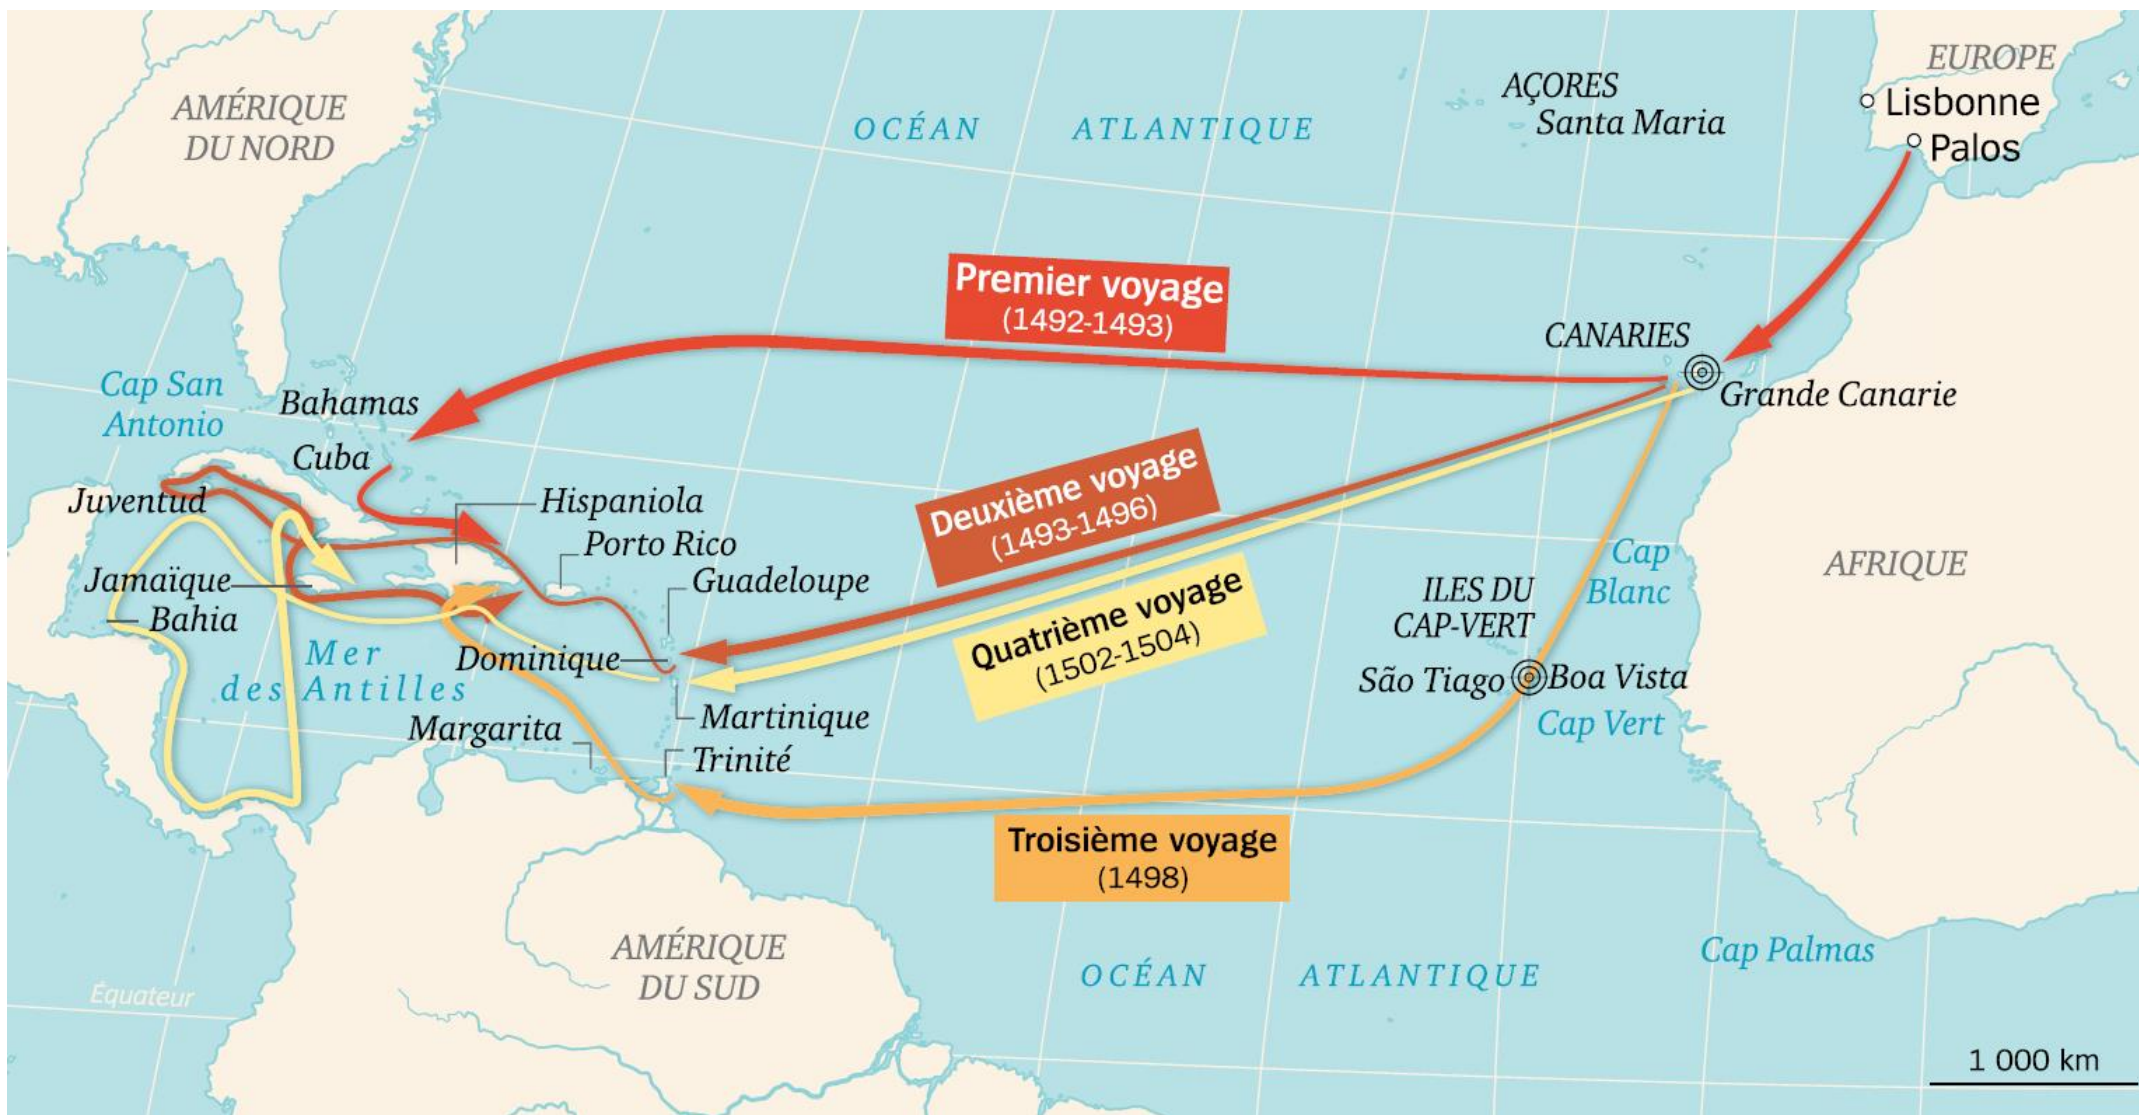 EUROPE
AÇORES
Santa Maria
Lisbonne
Palos
AMÉRIQUE
DU NORD
OCÉAN ATLANTIQUE
Premier voyage
(1492-1493)
CANARIES
Grande Canarie
Cap San
Antonio
Bahamas
Cuba
Juventud
Hispaniola
Porto Rico
Guadeloupe
Deuxième voyage
(1493-1496)
Cap
Blanc
AFRIQUE
Jamaïque
Bahia
Quatrième voyage
(1502-1504)
ILES DU
CAP-VERT
Mer
des Antilles
Dominique
São Tiago
Boa Vista
Cap Vert
Martinique
Margarita
Trinité
Troisième voyage
(1498)
AMÉRIQUE
DU SUD
OCÉAN ATLANTIQUE
Cap Palmas
Équateur
1 000 km